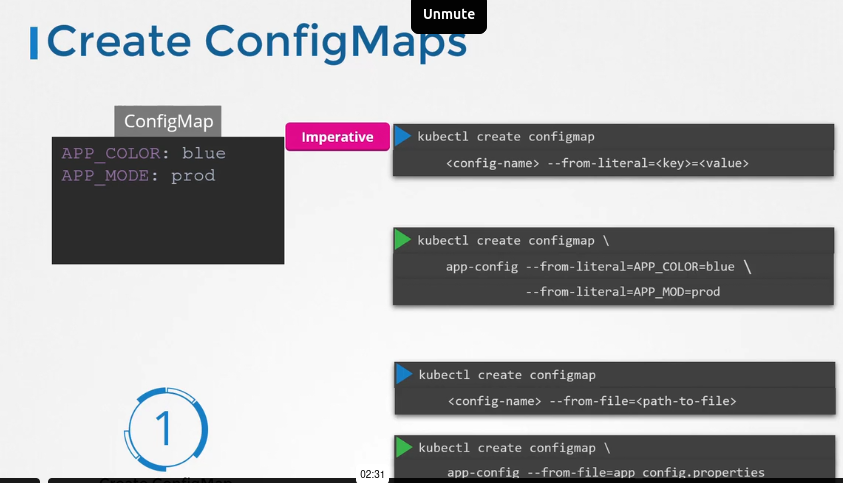 Unmute
Create ConfigMaps
ConfigMap
APP_COLOR: blue
APP_MODE: prod
Imperative
kubectl create configmap
<config-name> --from-literal=<key>=<value>
kubectl create configmap \
app-config --from-literal=APP_COLOR=blue \
--from-literal=APP_MOD=prod
kubectl create configmap
<config-name> --from-file=<path-to-file>
1
kubectl create configmap \
app-config --from-file=app_config.properties
02:31